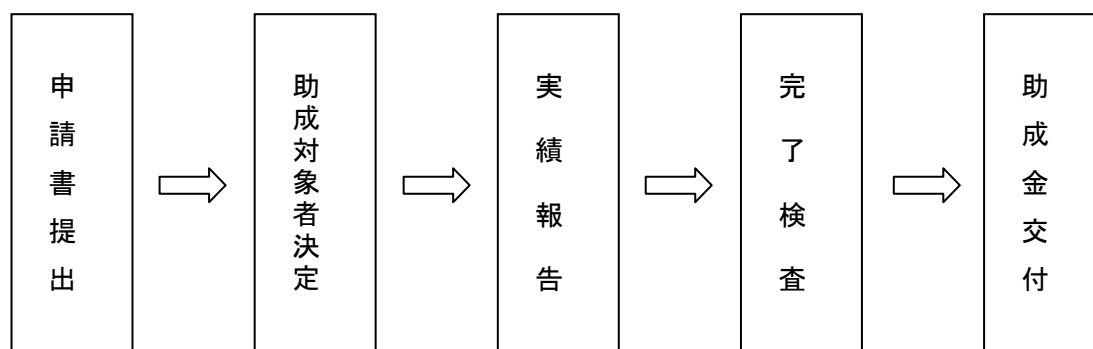 申請書提出
助成対象者決定
実績報告
完了検査
助成金交付